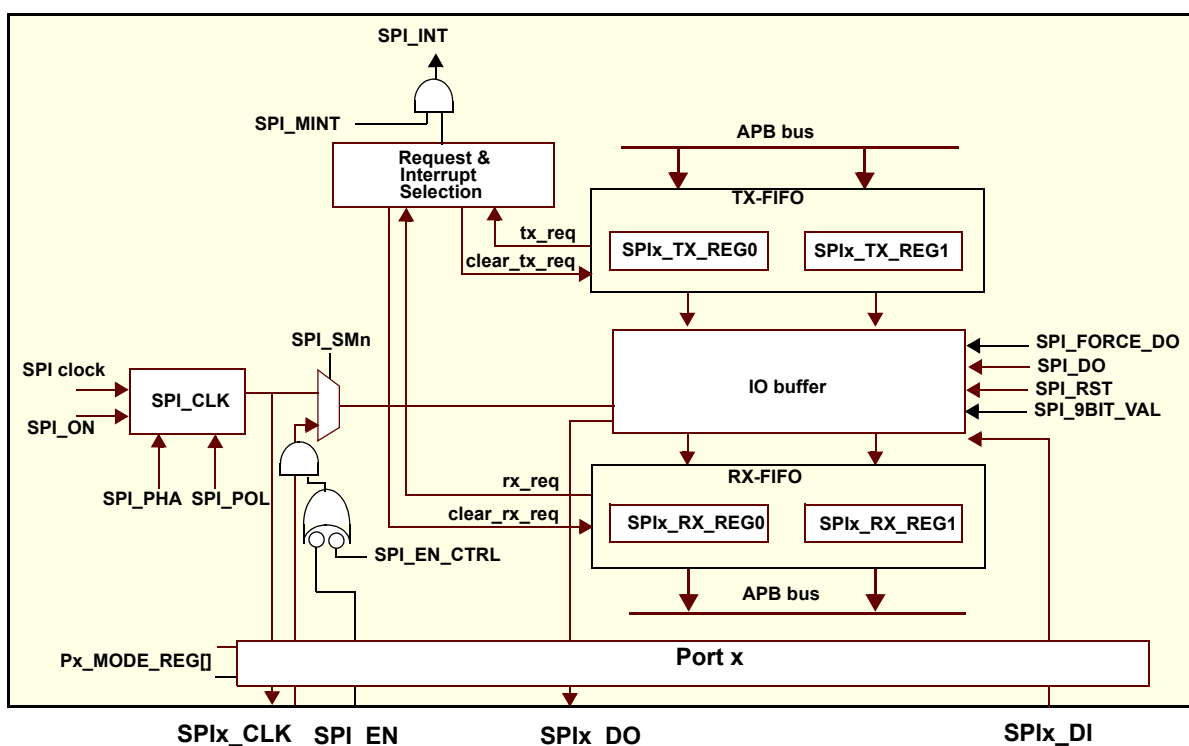 SPI_INT
SPI_MINT
APB bus
Request &
Interrupt
Selection
TX-FIFO
tx_req
SPIx_TX_REG0
SPIx_TX_REG1
clear_tx_req
SPI_SMn
SPI_FORCE_DO
SPI clock
SPI_DO
IO buffer
SPI_CLK
SPI_RST
SPI_9BIT_VAL
SPI_ON
RX-FIFO
rx_req
SPI_PHA
SPI_POL
clear_rx_req
SPIx_RX_REG0
SPIx_RX_REG1
SPI_EN_CTRL
APB bus
Px_MODE_REG[]
Port x
SPIx_CLK
SPI_EN
SPIx_DO
SPIx_DI